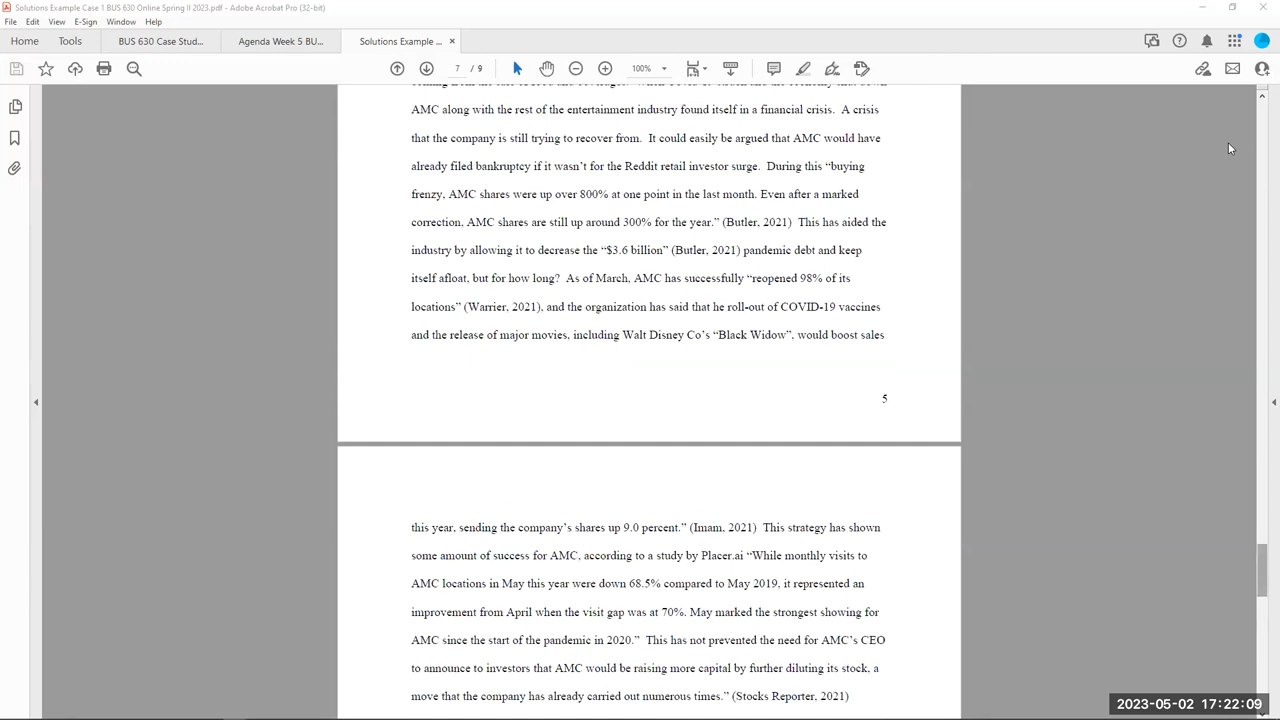 Solutions Example Case 1 BUS 630 Online Spring II 2023.pdf - Adobe Acrobat Pro (32-bit)
File Edit View E-Sign Window Help
Home Tools BUS 630 Case Stud... Agenda Week 5 BU... Solutions Example ... ×
7 / 9 100%
AMC along with the rest of the entertainment industry found itself in a financial crisis. A crisis
that the company is still trying to recover from. It could easily be argued that AMC would have
already filed bankruptcy if it wasn't for the Reddit retail investor surge. During this “buying
frenzy, AMC shares were up over 800% at one point in the last month. Even after a marked
correction, AMC shares are still up around 300% for the year.” (Butler, 2021) This has aided the
industry by allowing it to decrease the “$3.6 billion” (Butler, 2021) pandemic debt and keep
itself afloat, but for how long? As of March, AMC has successfully “reopened 98% of its
locations” (Warrier, 2021), and the organization has said that he roll-out of COVID-19 vaccines
and the release of major movies, including Walt Disney Co’s “Black Widow”, would boost sales
5
this year, sending the company’s shares up 9.0 percent.” (Imam, 2021) This strategy has shown
some amount of success for AMC, according to a study by Placer.ai “While monthly visits to
AMC locations in May this year were down 68.5% compared to May 2019, it represented an
improvement from April when the visit gap was at 70%. May marked the strongest showing for
AMC since the start of the pandemic in 2020.” This has not prevented the need for AMC’s CEO
to announce to investors that AMC would be raising more capital by further diluting its stock, a
move that the company has already carried out numerous times.” (Stocks Reporter, 2021)
2023-05-02 17:22:09